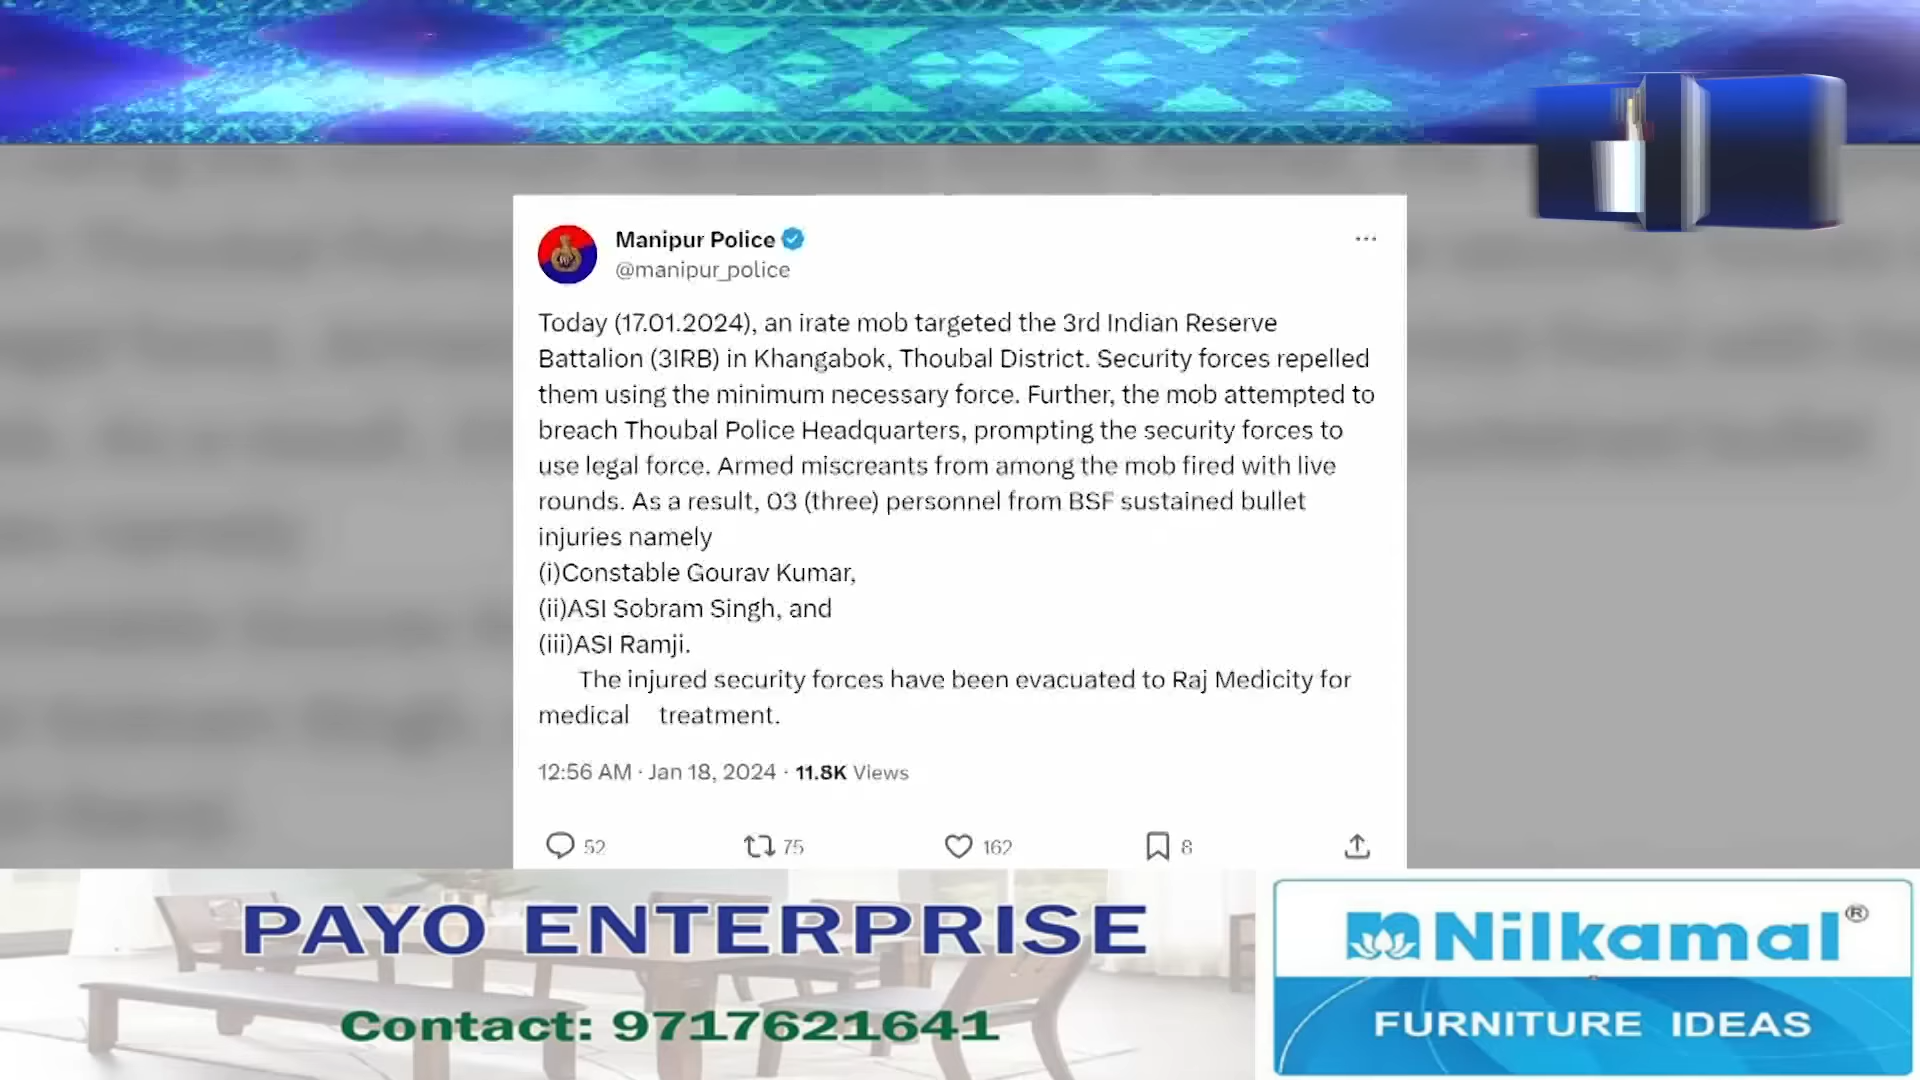 Manipur Police
@manipur_police
Today (17.01.2024), an irate mob targeted the 3rd Indian Reserve
Battalion (3IRB) in Khangabok, Thoubal District. Security forces repelled
them using the minimum necessary force. Further, the mob attempted to
breach Thoubal Police Headquarters, prompting the security forces to
use legal force. Armed miscreants from among the mob fired with live
rounds. As a result, 03 (three) personnel from BSF sustained bullet
injuries namely
(i)Constable Gourav Kumar,
(ii)ASI Sobram Singh, and
(iii)ASI Ramji.
The injured security forces have been evacuated to Raj Medicity for
medical treatment.
12:56 AM · Jan 18, 2024 · 11.8K Views
52 75 162 8
PAYO ENTERPRISE
Contact: 9717621641
Nilkamal®
FURNITURE IDEAS